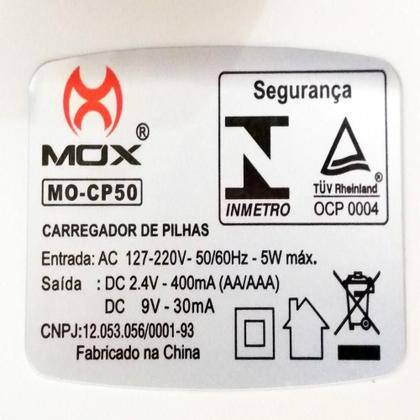 MOX ®
MO-CP50
Segurança
INMETRO
TÜV Rheinland
OCP 0004
CARREGADOR DE PILHAS
Entrada: AC 127-220V- 50/60Hz - 5W máx.
Saída : DC 2.4V - 400mA (AA/AAA)
DC 9V - 30mA
CNPJ:12.053.056/0001-93
Fabricado na China